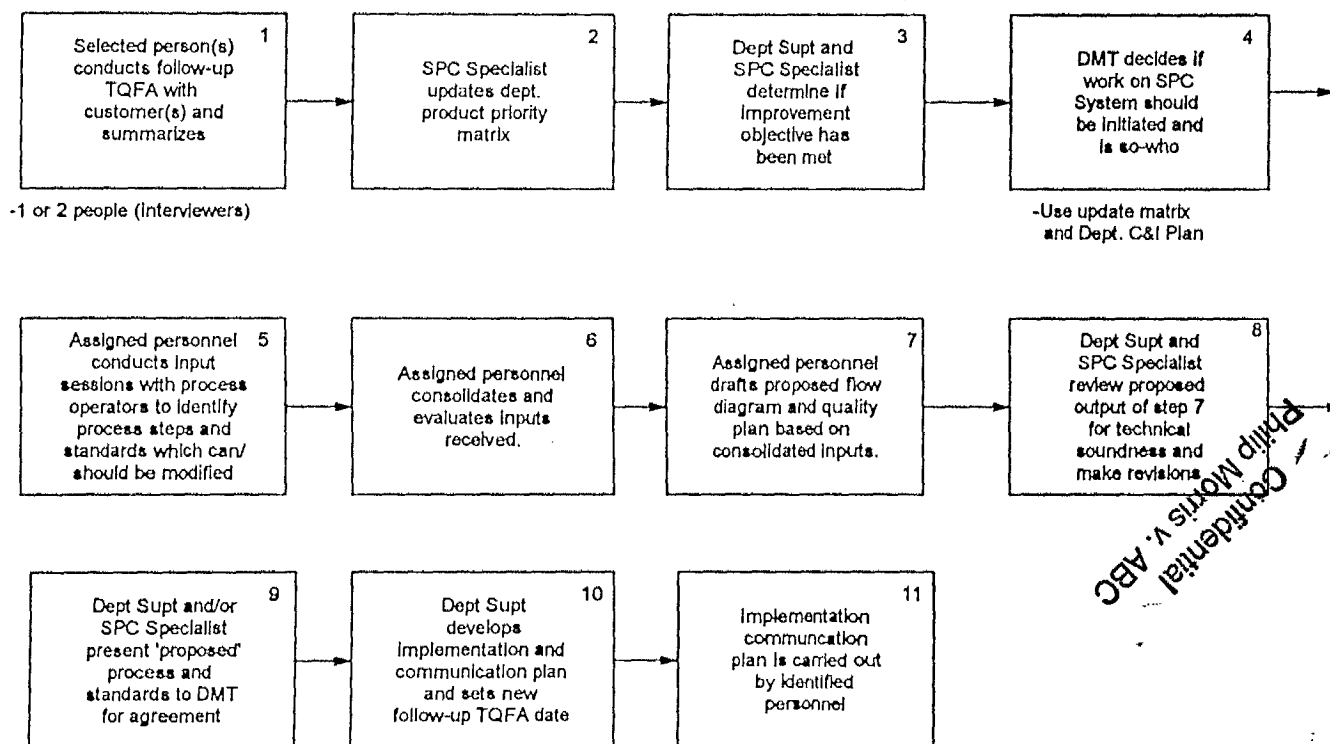 1
Selected person(s)
conducts follow-up
TQFA with
customer(s) and
summarizes
-1 or 2 people (interviewers)
2
SPC Specialist
updates dept.
product priority
matrix
3
Dept Supt and
SPC Specialist
determine if
improvement
objective has
been met
4
DMT decides if
work on SPC
System should
be initiated and
is so-who
-Use update matrix
and Dept. C&I Plan
5
Assigned personnel
conducts input
sessions with process
operators to identify
process steps and
standards which can/
should be modified
6
Assigned personnel
consolidates and
evaluates inputs
received.
7
Assigned personnel
drafts proposed flow
diagram and quality
plan based on
consolidated inputs.
8
Dept Supt and
SPC Specialist
review proposed
output of step 7
for technical
soundness and
make revisions
Confidential
Philip Morris v. ABC
9
Dept Supt and/or
SPC Specialist
present 'proposed'
process and
standards to DMT
for agreement
10
Dept Supt
develops
implementation and
communication plan
and sets new
follow-up TQFA date
11
Implementation
communcation
plan is carried out
by identified
personnel